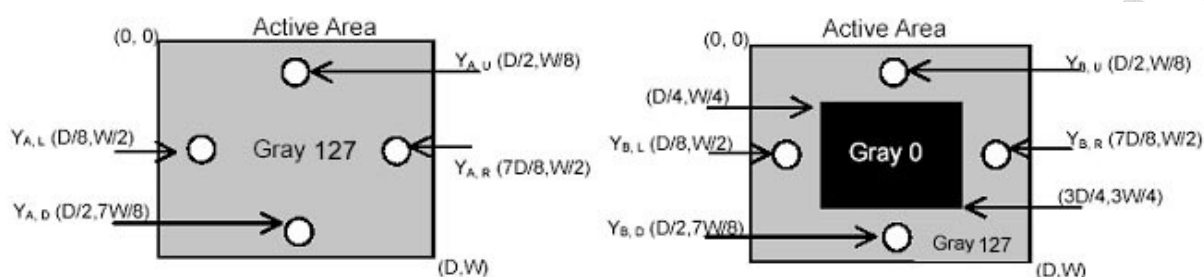 Active Area
(0, 0)
Y_A, U (D/2,W/8)
Y_A, L (D/8,W/2)
Gray 127
Y_A, R (7D/8,W/2)
Y_A, D (D/2,7W/8)
(D,W)
Active Area
(0, 0)
Y_B, U (D/2,W/8)
(D/4,W/4)
Y_B, L (D/8,W/2)
Gray 0
Y_B, R (7D/8,W/2)
(3D/4,3W/4)
Y_B, D (D/2,7W/8)
Gray 127
(D,W)